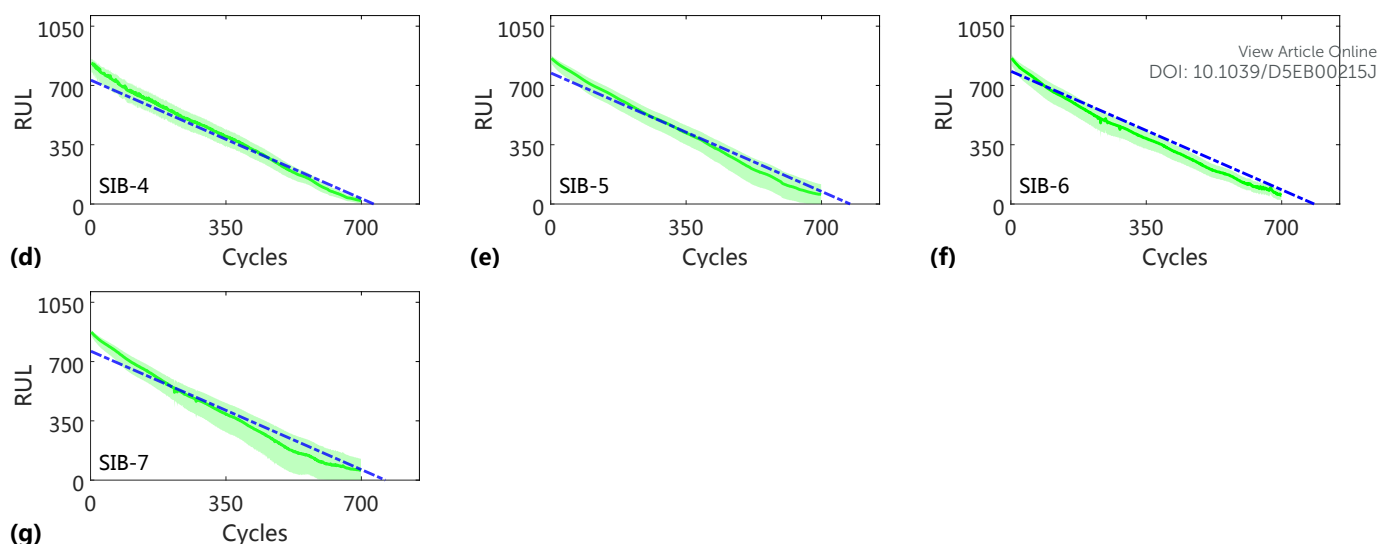 1050
700
350
0
RUL
SIB-4
0 350 700
Cycles
(d)
1050
700
350
0
RUL
SIB-5
0 350 700
Cycles
(e)
1050
700
350
0
RUL
SIB-6
0 350 700
Cycles
(f)
View Article Online
DOI: 10.1039/D5EB00215J
1050
700
350
0
RUL
SIB-7
0 350 700
Cycles
(g)